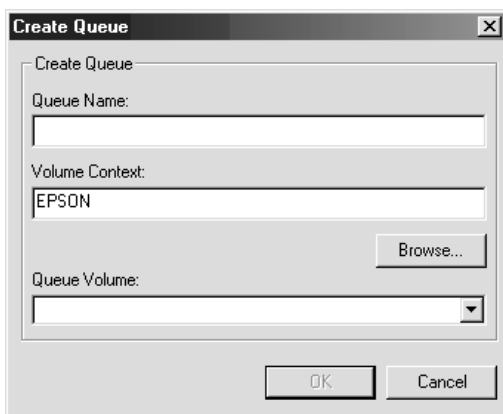 Create Queue
Create Queue
Queue Name:
Volume Context:
EPSON
Browse...
Queue Volume:
OK
Cancel